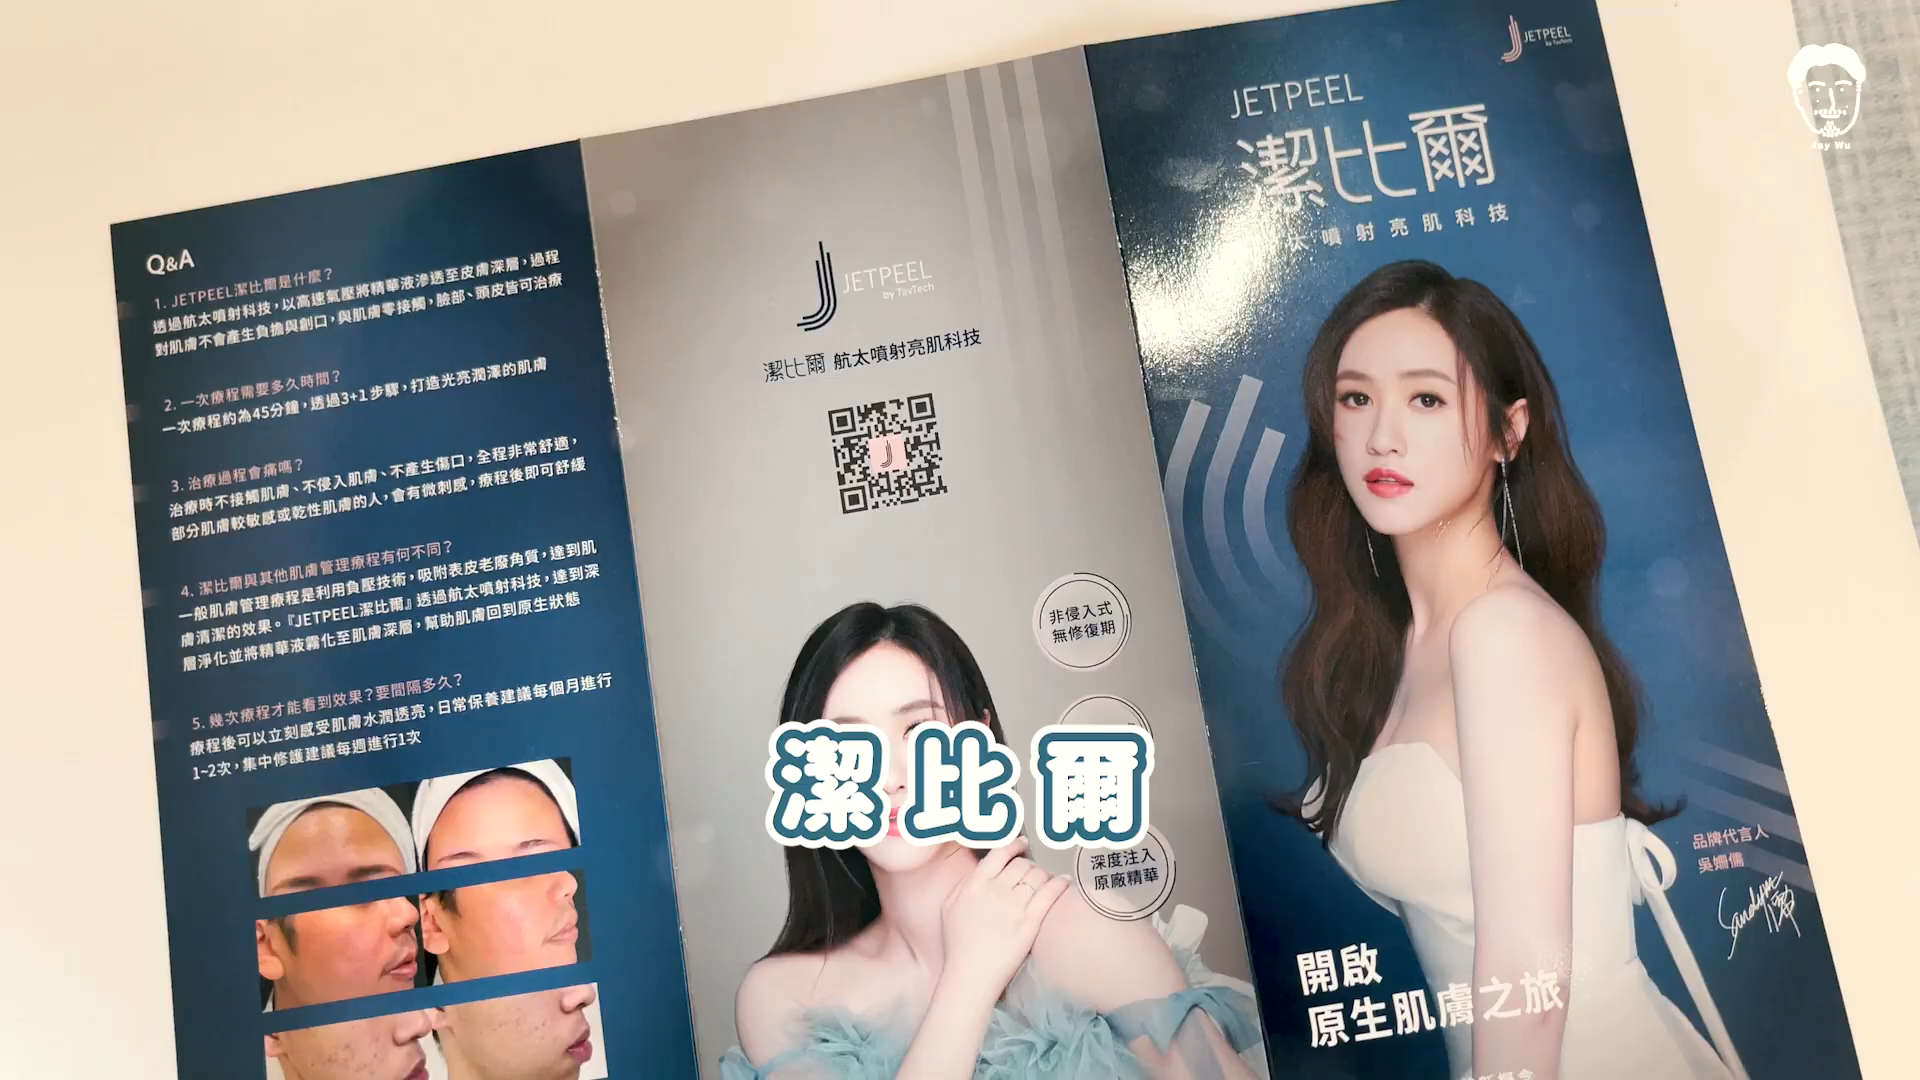 Q&A
1. JETPEEL潔比爾是什麼？
透過航太噴射科技，以高速氣壓將精華液滲透至皮膚深層，過程
對肌膚不會產生負擔與創口，與肌膚零接觸，臉部、頭皮皆可治療
2. 一次療程需要多久時間？
一次療程約為45分鐘，透過3+1步驟，打造光亮潤澤的肌膚
3. 治療過程會痛嗎？
治療時不接觸肌膚、不侵入肌膚、不產生傷口，全程非常舒適，
部分肌膚較敏感或乾性肌膚的人，會有微刺感，療程後即可舒緩
4. 潔比爾與其他肌膚管理療程有何不同？
一般肌膚管理療程是利用負壓技術，吸附表皮老廢角質，達到肌
膚清潔的效果。『JETPEEL潔比爾』透過航太噴射科技，達到深
層淨化並將精華液霧化至肌膚深層，幫助肌膚回到原生狀態
5. 幾次療程才能看到效果？要間隔多久？
療程後可以立刻感受肌膚水潤透亮，日常保養建議每個月進行
1~2次，集中修護建議每週進行1次
JETPEEL
by TavTech
潔比爾 航太噴射亮肌科技
非侵入式
無修復期
深度注入
原廠精華
潔比爾
JETPEEL
by TavTech
JETPEEL
潔比爾
太噴射亮肌科技
品牌代言人
吳姍儒
Sandy
開啟
原生肌膚之旅
Jay Wu